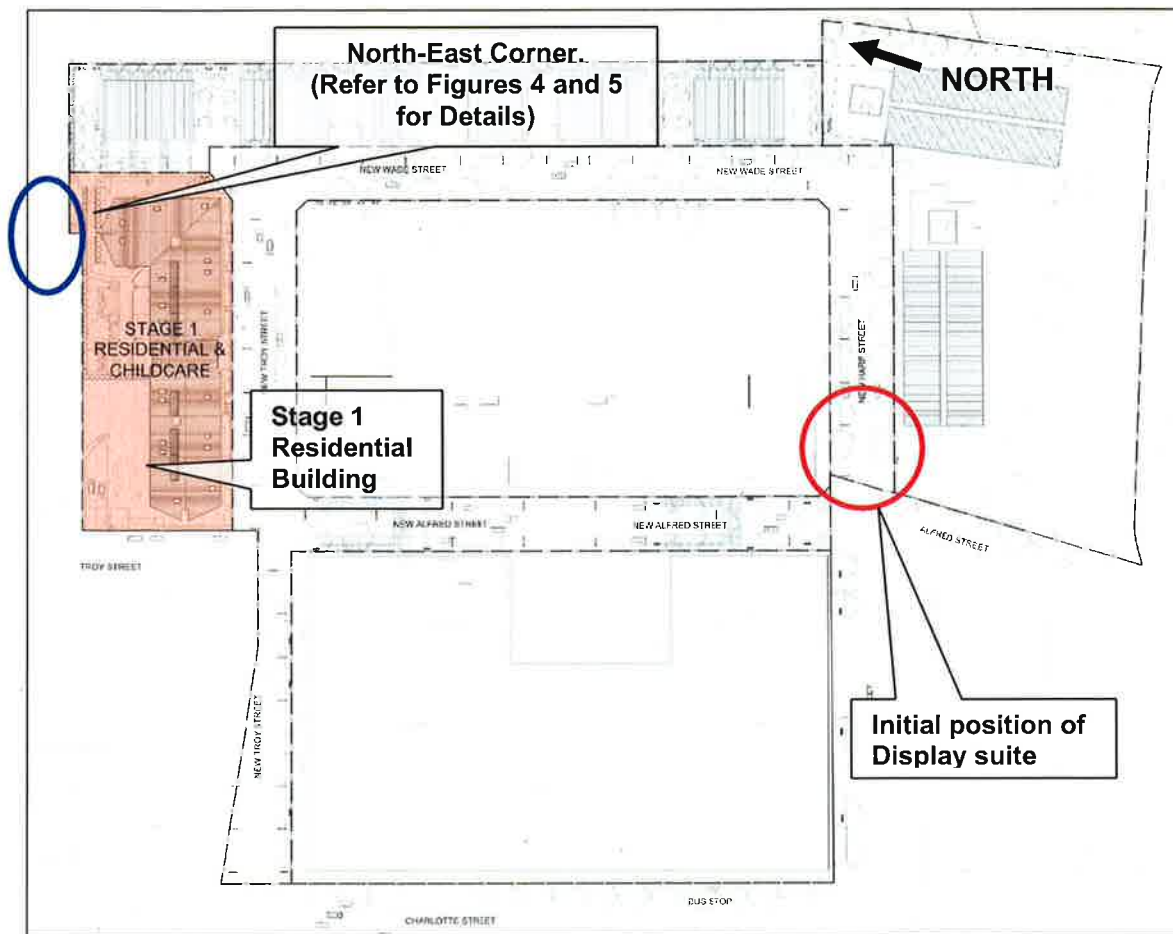 North-East Corner.
(Refer to Figures 4 and 5
for Details)
NORTH
NEW WADE STREET
NEW WADE STREET
STAGE 1
RESIDENTIAL &
CHILDCARE
NEW TROY STREET
NEW HARP STREET
Stage 1
Residential
Building
NEW ALFRED STREET
NEW ALFRED STREET
ALFRED STREET
TROY STREET
NEW TROY STREET
Initial position of
Display suite
BUS STOP
CHARLOTTE STREET